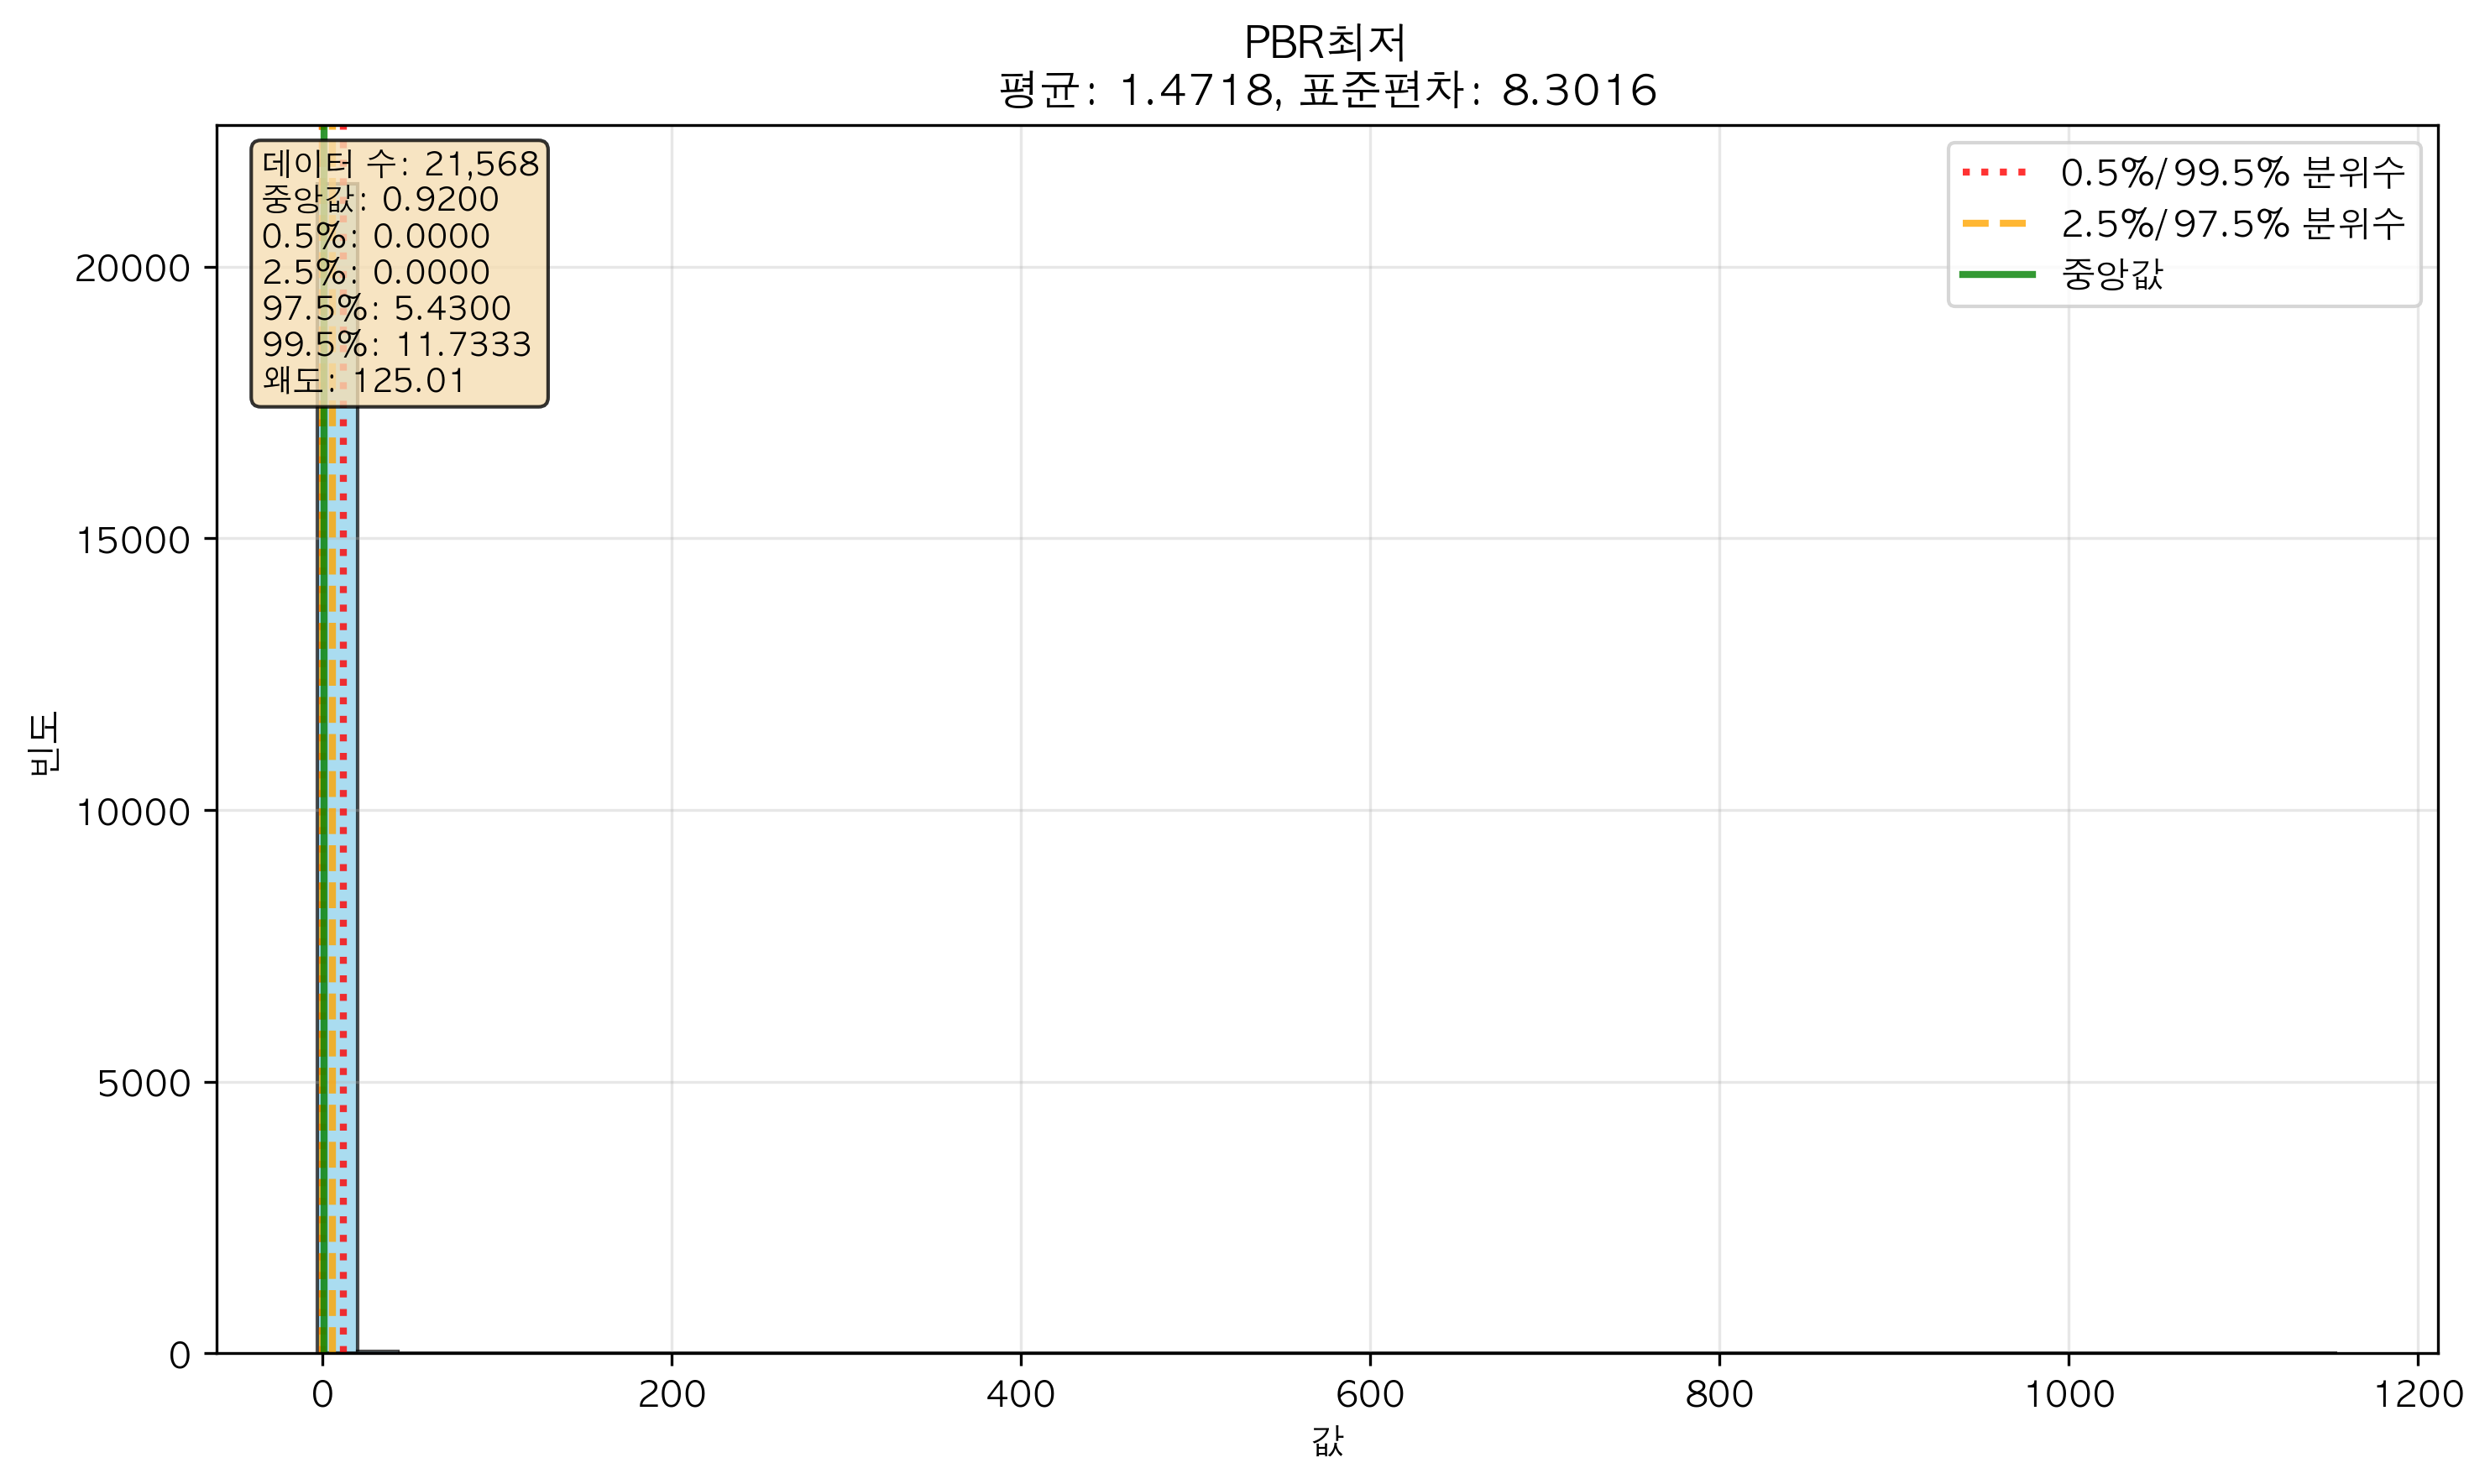 PBR최저
평균: 1.4718, 표준편차: 8.3016
데이터 수: 21,568
중앙값: 0.9200
0.5%: 0.0000
2.5%: 0.0000
97.5%: 5.4300
99.5%: 11.7333
왜도: 125.01
0.5%/99.5% 분위수
2.5%/97.5% 분위수
중앙값
빈도
20000
15000
10000
5000
0
0 200 400 600 800 1000 1200
값